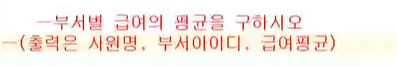 --부서별 급여의 평균을 구하시오
--(출력은 사원명, 부서아이디, 급여평균)